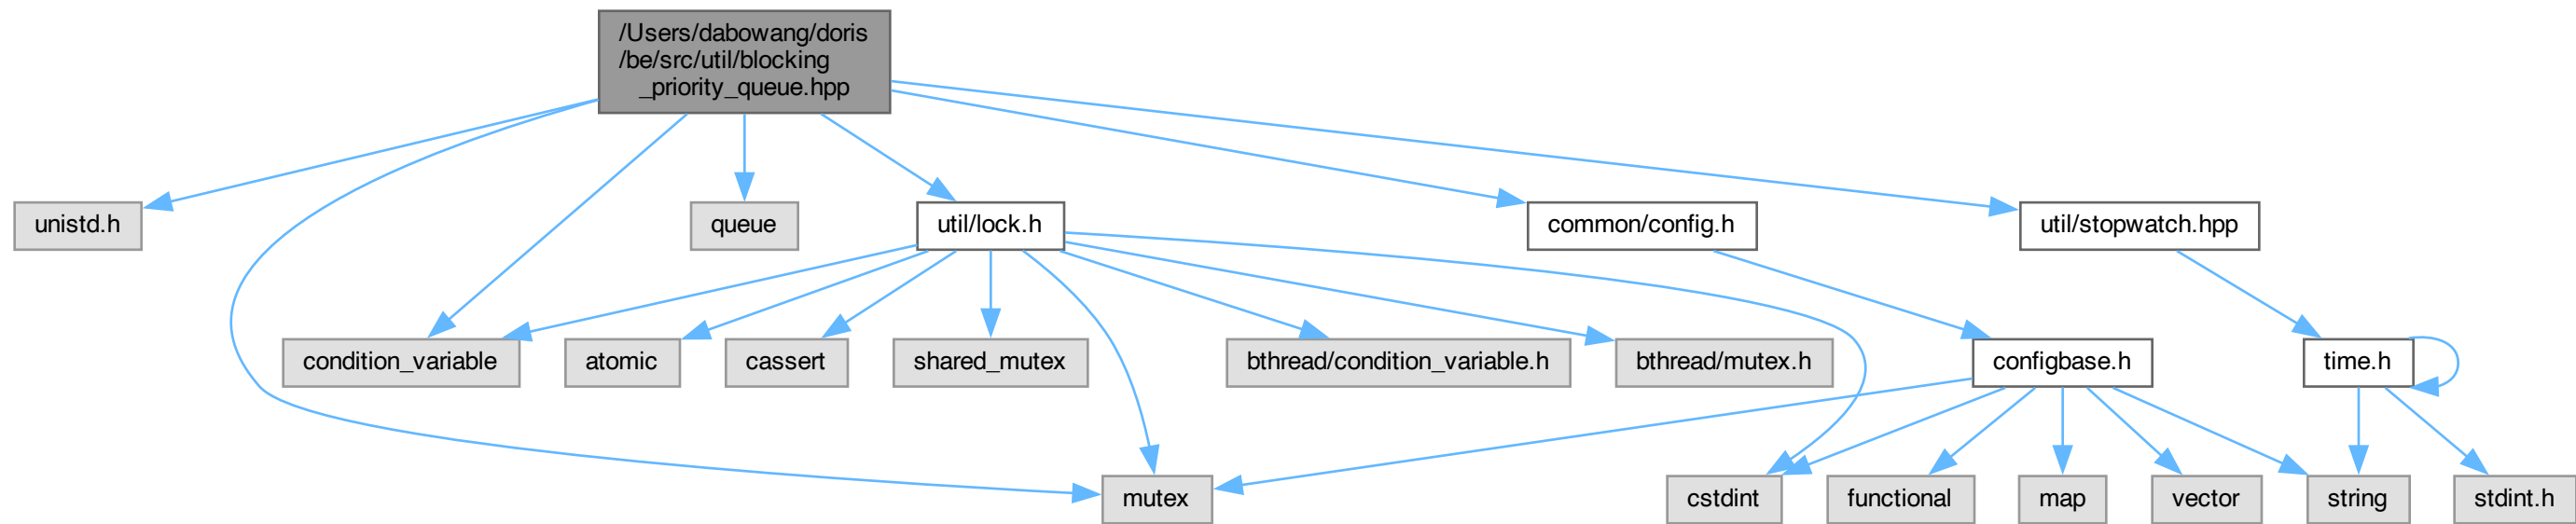 /Users/dabowang/doris
/be/src/util/blocking
_priority_queue.hpp
unistd.h
queue
util/lock.h
common/config.h
util/stopwatch.hpp
condition_variable
atomic
cassert
shared_mutex
bthread/condition_variable.h
bthread/mutex.h
configbase.h
time.h
mutex
cstdint
functional
map
vector
string
stdint.h